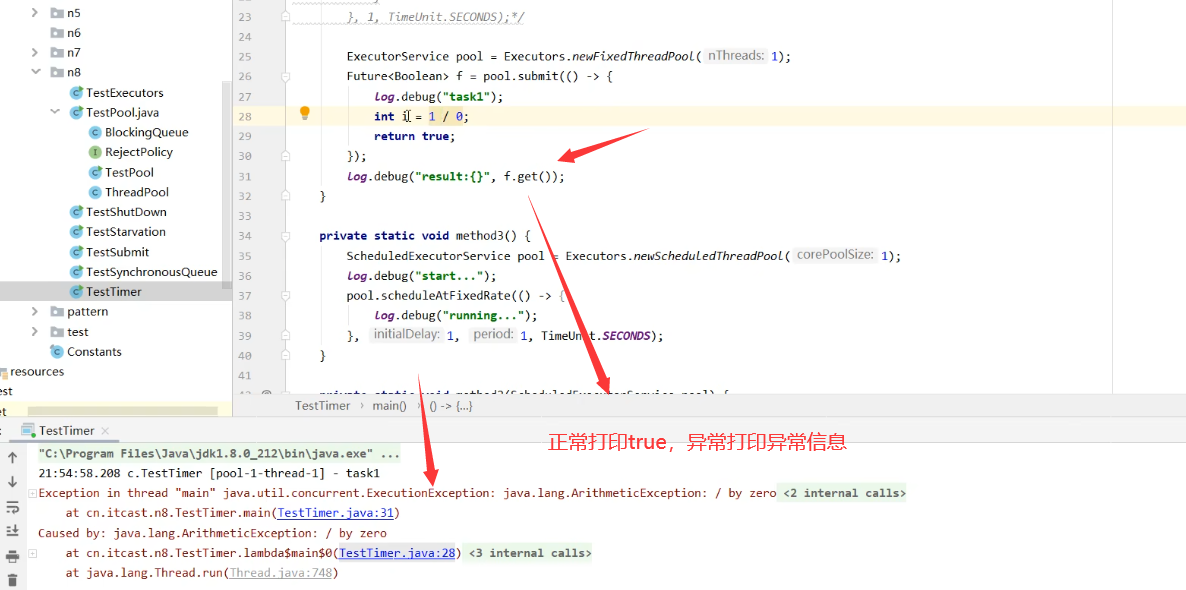 n5
n6
n7
n8
TestExecutors
TestPool.java
BlockingQueue
RejectPolicy
TestPool
ThreadPool
TestShutDown
TestStarvation
TestSubmit
TestSynchronousQueue
TestTimer
pattern
test
Constants
resources
est
et
23 }, 1, TimeUnit.SECONDS);*/
24
25 ExecutorService pool = Executors.newFixedThreadPool( nThreads: 1);
26 Future<Boolean> f = pool.submit(() -> {
27 log.debug("task1");
28 int i = 1 / 0;
29 return true;
30 });
31 log.debug("result:{}", f.get());
32 }
33
34 private static void method3() {
35 ScheduledExecutorService pool = Executors.newScheduledThreadPool( corePoolSize: 1);
36 log.debug("start...");
37 pool.scheduleAtFixedRate(() -> {
38 log.debug("running...");
39 }, initialDelay: 1, period: 1, TimeUnit.SECONDS);
40 }
41
TestTimer › main() › () -> {...}
正常打印true，异常打印异常信息
TestTimer ×
"C:\Program Files\Java\jdk1.8.0_212\bin\java.exe" ...
21:54:58.208 c.TestTimer [pool-1-thread-1] - task1
Exception in thread "main" java.util.concurrent.ExecutionException: java.lang.ArithmeticException: / by zero <2 internal calls>
at cn.itcast.n8.TestTimer.main(TestTimer.java:31)
Caused by: java.lang.ArithmeticException: / by zero
at cn.itcast.n8.TestTimer.lambda$main$0(TestTimer.java:28) <3 internal calls>
at java.lang.Thread.run(Thread.java:748)